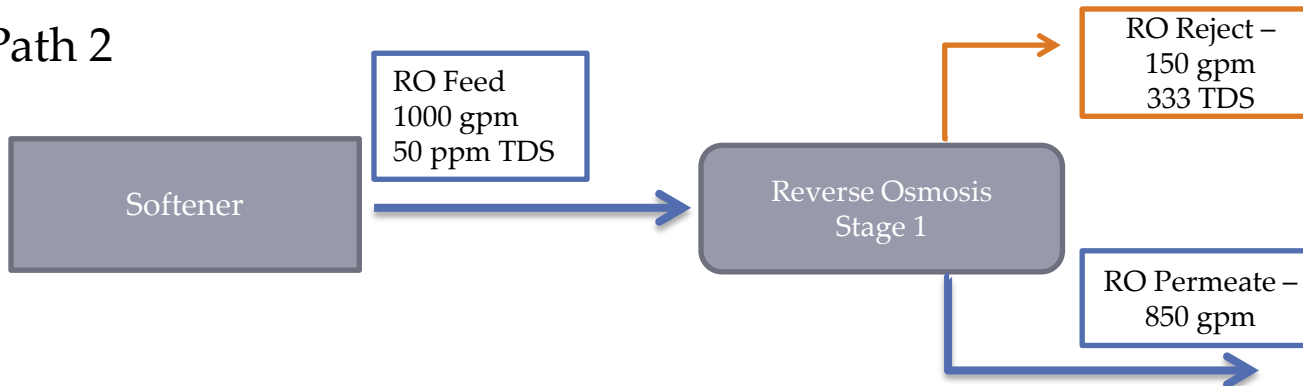 Path 2
RO Feed
1000 gpm
50 ppm TDS
RO Reject –
150 gpm
333 TDS
Softener
Reverse Osmosis
Stage 1
RO Permeate –
850 gpm